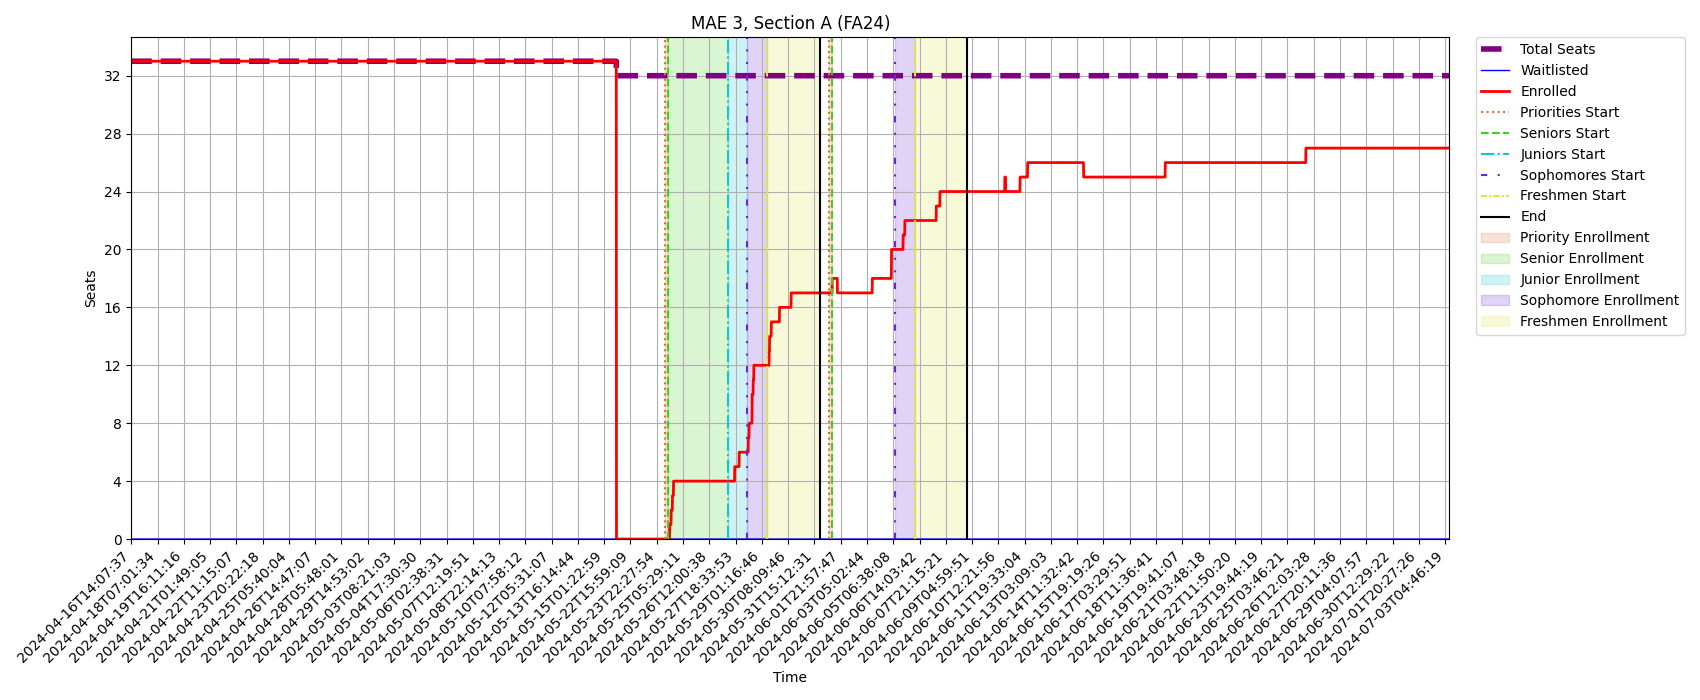 MAE 3, Section A (FA24)
Total Seats
Waitlisted
Enrolled
Priorities Start
Seniors Start
Juniors Start
Sophomores Start
Freshmen Start
End
Priority Enrollment
Senior Enrollment
Junior Enrollment
Sophomore Enrollment
Freshmen Enrollment
Seats
32
28
24
20
16
12
8
4
0
2024-04-16T14:07:37
2024-04-18T07:01:34
2024-04-19T16:11:16
2024-04-21T01:49:05
2024-04-22T11:15:07
2024-04-23T20:22:18
2024-04-25T05:40:04
2024-04-26T14:47:07
2024-04-28T05:48:01
2024-04-29T14:53:02
2024-05-03T08:21:03
2024-05-04T17:30:30
2024-05-06T02:38:31
2024-05-07T12:19:51
2024-05-08T22:14:13
2024-05-10T07:58:12
2024-05-12T05:31:07
2024-05-13T16:14:44
2024-05-15T01:22:59
2024-05-22T15:59:09
2024-05-23T22:27:54
2024-05-25T05:29:11
2024-05-26T12:00:38
2024-05-27T18:33:53
2024-05-29T01:16:46
2024-05-30T08:09:46
2024-05-31T15:12:31
2024-06-01T21:57:47
2024-06-03T05:02:44
2024-06-05T06:38:08
2024-06-06T14:03:42
2024-06-07T21:15:21
2024-06-09T04:59:51
2024-06-10T12:21:56
2024-06-11T19:33:04
2024-06-13T03:09:03
2024-06-14T11:32:42
2024-06-15T19:19:26
2024-06-17T03:29:51
2024-06-18T11:36:41
2024-06-19T19:41:07
2024-06-21T03:48:18
2024-06-22T11:50:20
2024-06-23T19:44:19
2024-06-25T03:46:21
2024-06-26T12:03:28
2024-06-27T20:11:36
2024-06-29T04:07:57
2024-06-30T12:29:22
2024-07-01T20:27:26
2024-07-03T04:46:19
Time